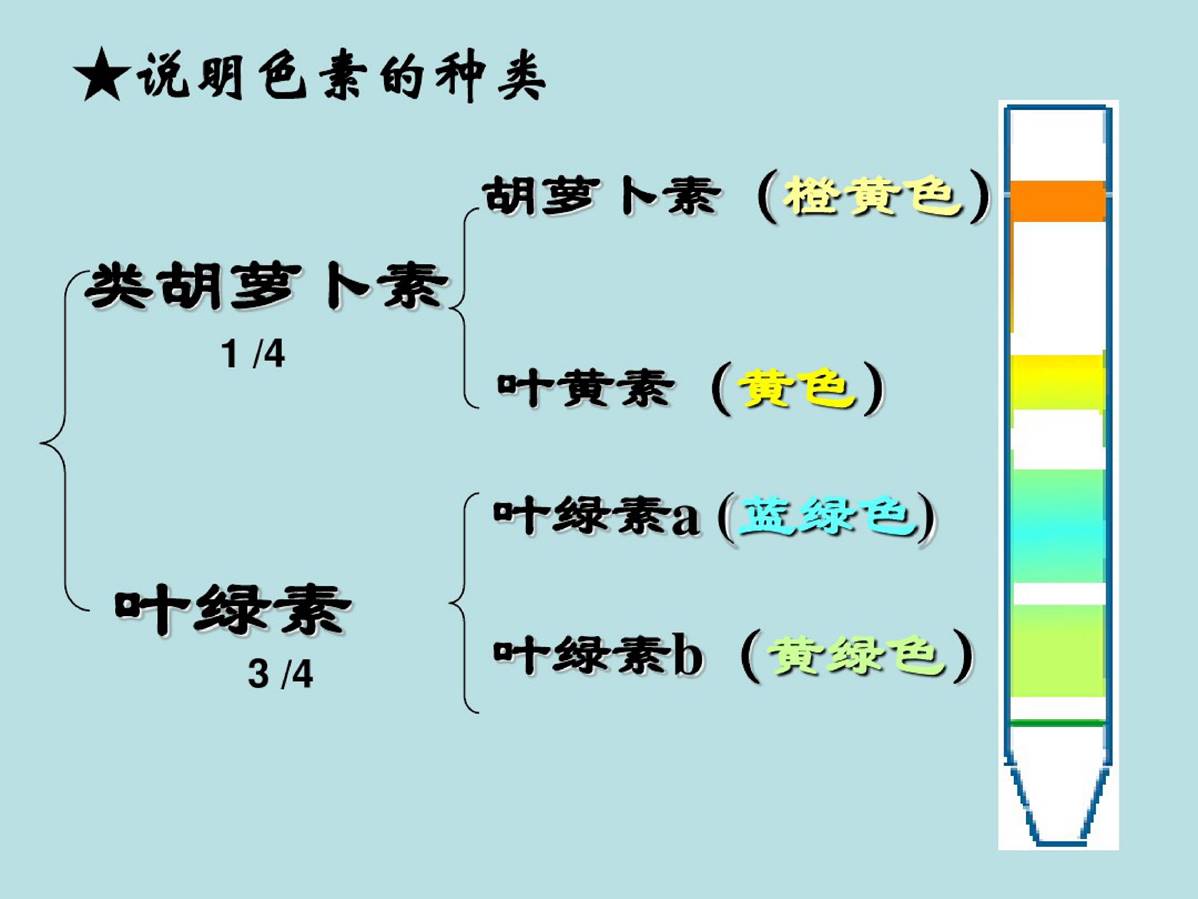 ★说明色素的种类
胡萝卜素（橙黄色）
类胡萝卜素
1 /4
叶黄素（黄色）
叶绿素a (蓝绿色)
叶绿素
3 /4
叶绿素b（黄绿色）